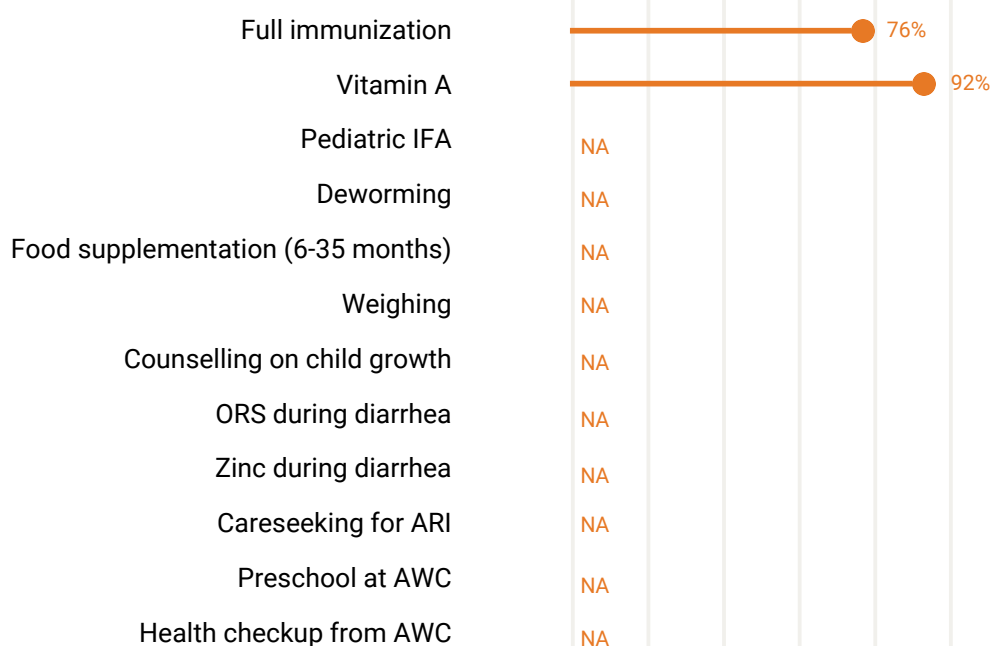 Full immunization 76%
Vitamin A 92%
Pediatric IFA NA
Deworming NA
Food supplementation (6-35 months) NA
Weighing NA
Counselling on child growth NA
ORS during diarrhea NA
Zinc during diarrhea NA
Careseeking for ARI NA
Preschool at AWC NA
Health checkup from AWC NA